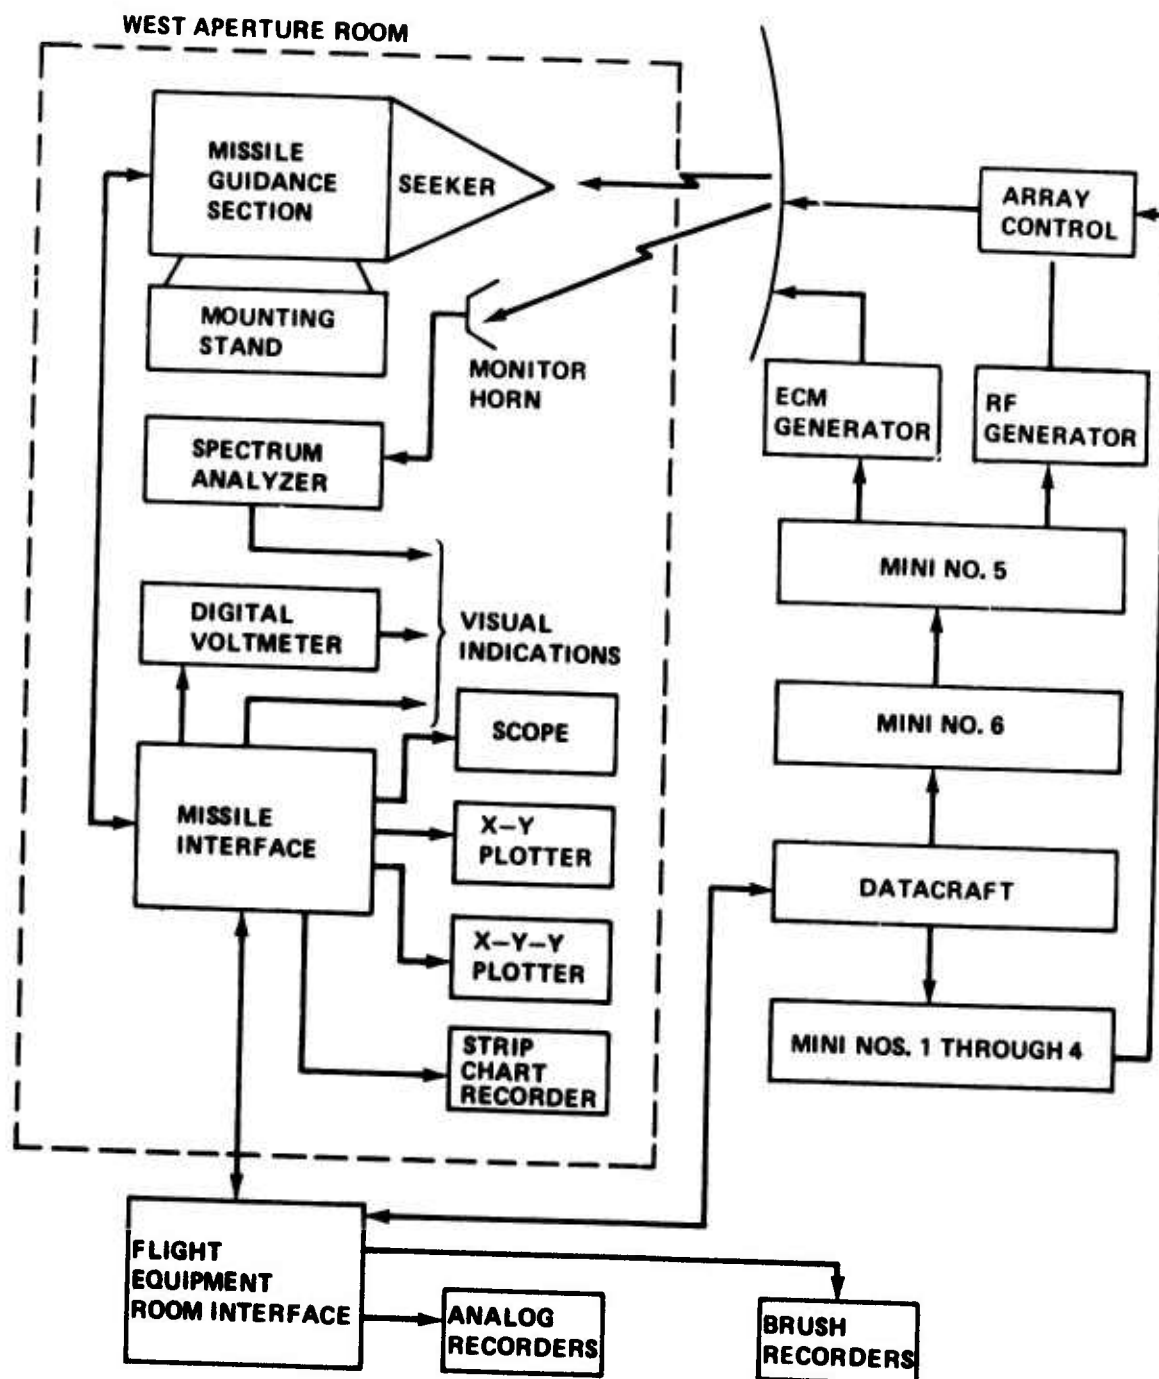 WEST APERTURE ROOM
MISSILE
GUIDANCE
SECTION
SEEKER
MOUNTING
STAND
MONITOR
HORN
SPECTRUM
ANALYZER
DIGITAL
VOLTMETER
VISUAL
INDICATIONS
SCOPE
MISSILE
INTERFACE
X-Y
PLOTTER
X-Y-Y
PLOTTER
STRIP
CHART
RECORDER
FLIGHT
EQUIPMENT
ROOM INTERFACE
ANALOG
RECORDERS
BRUSH
RECORDERS
ARRAY
CONTROL
ECM
GENERATOR
RF
GENERATOR
MINI NO. 5
MINI NO. 6
DATACRAFT
MINI NOS. 1 THROUGH 4